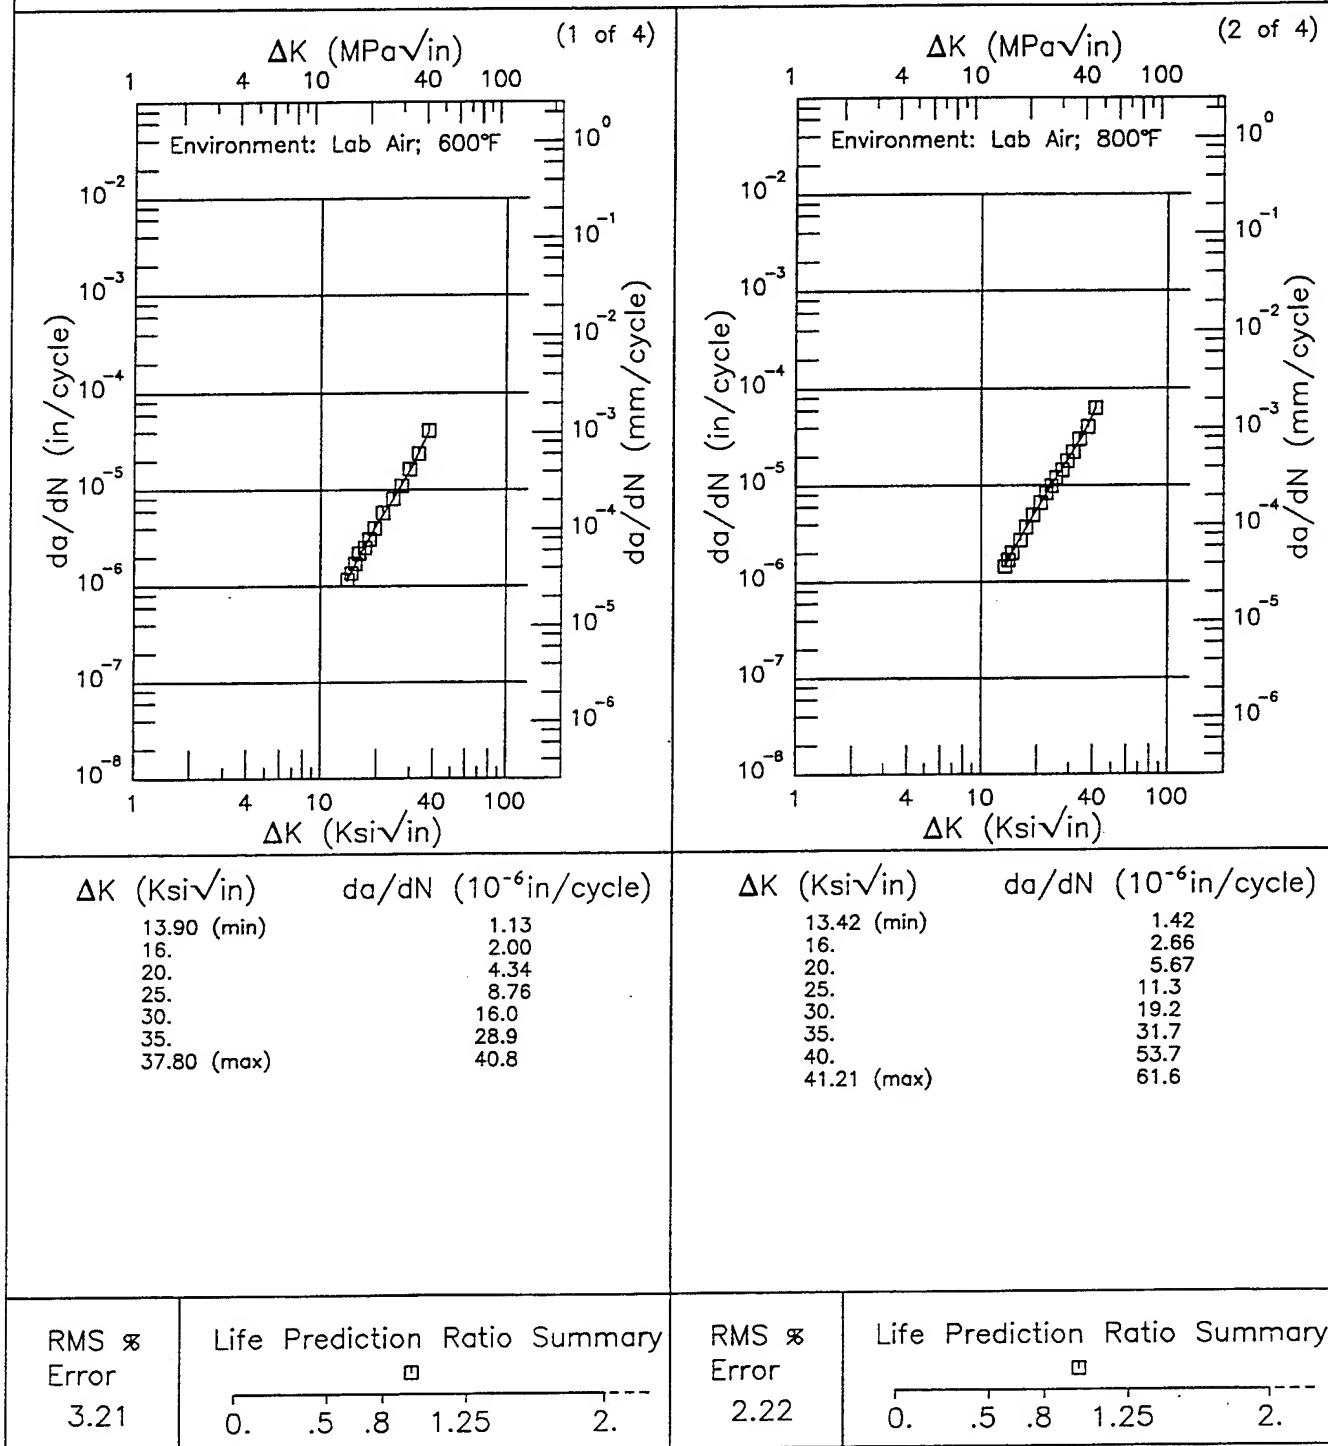 (1 of 4)
ΔK (MPa√in)
1 4 10 40 100
Environment: Lab Air; 600°F
da/dN (in/cycle)
10⁻²
10⁻³
10⁻⁴
10⁻⁵
10⁻⁶
10⁻⁷
10⁻⁸
da/dN (mm/cycle)
10⁰
10⁻¹
10⁻²
10⁻³
10⁻⁴
10⁻⁵
10⁻⁶
1 4 10 40 100
ΔK (Ksi√in)
ΔK (Ksi√in) da/dN (10⁻⁶in/cycle)
13.90 (min) 1.13
16. 2.00
20. 4.34
25. 8.76
30. 16.0
35. 28.9
37.80 (max) 40.8
RMS % Life Prediction Ratio Summary
Error
3.21
0. .5 .8 1.25 2.
(2 of 4)
ΔK (MPa√in)
1 4 10 40 100
Environment: Lab Air; 800°F
da/dN (in/cycle)
10⁻²
10⁻³
10⁻⁴
10⁻⁵
10⁻⁶
10⁻⁷
10⁻⁸
da/dN (mm/cycle)
10⁰
10⁻¹
10⁻²
10⁻³
10⁻⁴
10⁻⁵
10⁻⁶
1 4 10 40 100
ΔK (Ksi√in)
ΔK (Ksi√in) da/dN (10⁻⁶in/cycle)
13.42 (min) 1.42
16. 2.66
20. 5.67
25. 11.3
30. 19.2
35. 31.7
40. 53.7
41.21 (max) 61.6
RMS % Life Prediction Ratio Summary
Error
2.22
0. .5 .8 1.25 2.